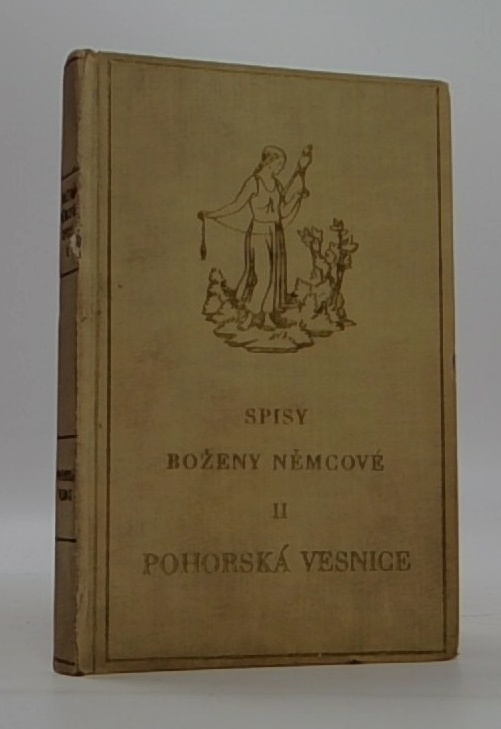 SPISY
BOŽENY NĚMCOVÉ
II
POHORSKÁ VESNICE